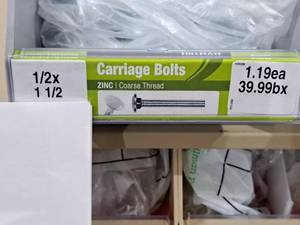 1/2x
1 1/2
Carriage Bolts
ZINC | Coarse Thread
1.19ea
39.99bx